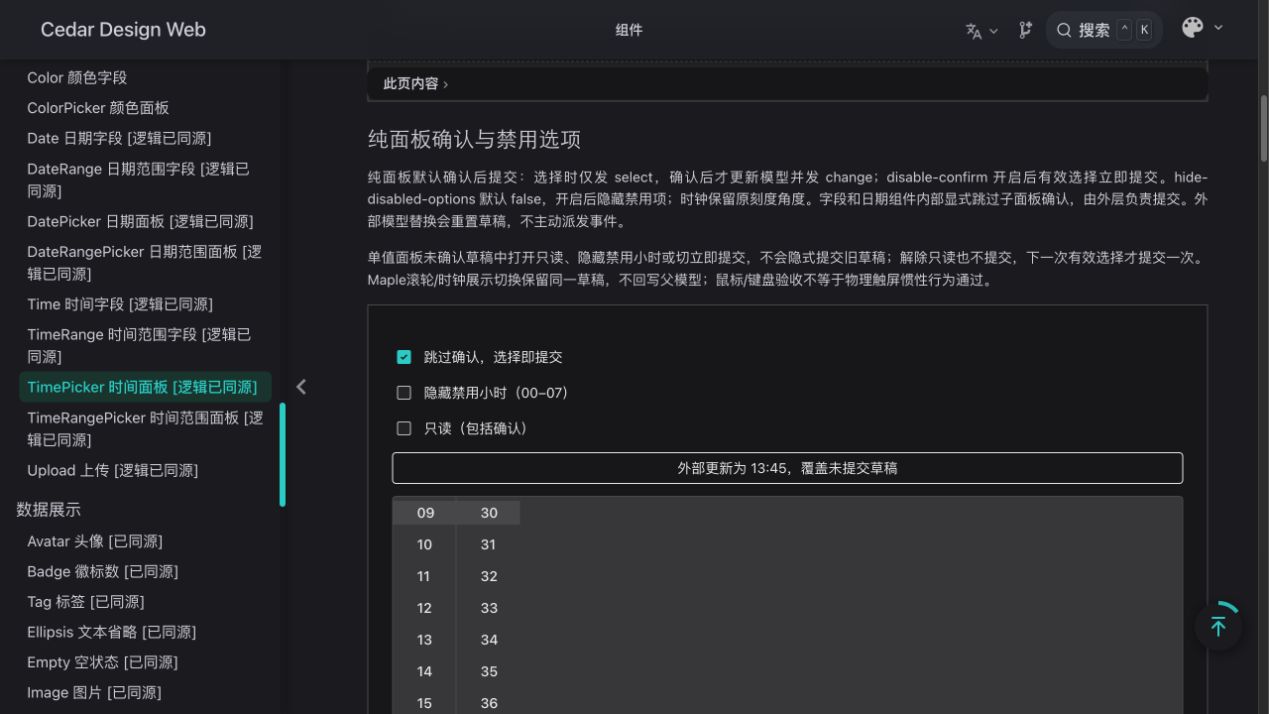 Cedar Design Web
组件
搜索 ^ K
Color 颜色字段
ColorPicker 颜色面板
Date 日期字段 [逻辑已同源]
DateRange 日期范围字段 [逻辑已
同源]
DatePicker 日期面板 [逻辑已同源]
DateRangePicker 日期范围面板 [逻
辑已同源]
Time 时间字段 [逻辑已同源]
TimeRange 时间范围字段 [逻辑已
同源]
TimePicker 时间面板 [逻辑已同源]
TimeRangePicker 时间范围面板 [逻
辑已同源]
Upload 上传 [逻辑已同源]
数据展示
Avatar 头像 [已同源]
Badge 徽标数 [已同源]
Tag 标签 [已同源]
Ellipsis 文本省略 [已同源]
Empty 空状态 [已同源]
Image 图片 [已同源]
此页内容 ›
纯面板确认与禁用选项
纯面板默认确认后提交：选择时仅发 select，确认后才更新模型并发 change；disable-confirm 开启后有效选择立即提交。hide-
disabled-options 默认 false，开启后隐藏禁用项；时钟保留原刻度角度。字段和日期组件内部显式跳过子面板确认，由外层负责提交。外
部模型替换会重置草稿，不主动派发事件。
单值面板未确认草稿中打开只读、隐藏禁用小时或切立即提交，不会隐式提交旧草稿；解除只读也不提交，下一次有效选择才提交一次。
Maple滚轮/时钟展示切换保留同一草稿，不回写父模型；鼠标/键盘验收不等于物理触屏惯性行为通过。
跳过确认，选择即提交
隐藏禁用小时（00–07）
只读（包括确认）
外部更新为 13:45，覆盖未提交草稿
09 30
10 31
11 32
12 33
13 34
14 35
15 36